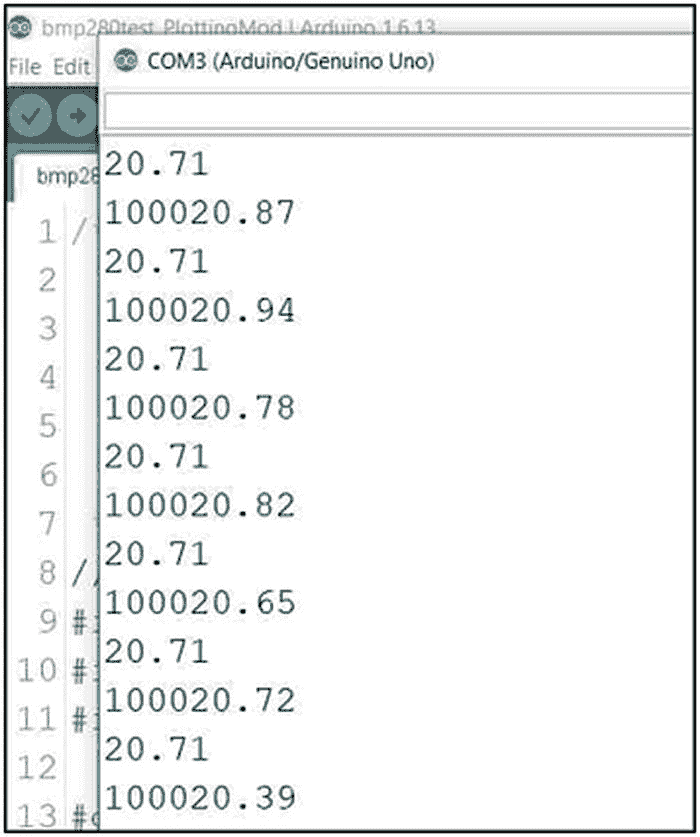 bmp280test_PlottingMod | Arduino 1.6.13
File Edit
COM3 (Arduino/Genuino Uno)
bmp28
1 /
2
3
4
5
6
7
8 //
9 #i
10 #i
11 #i
12
13 #d
20.71
100020.87
20.71
100020.94
20.71
100020.78
20.71
100020.82
20.71
100020.65
20.71
100020.72
20.71
100020.39